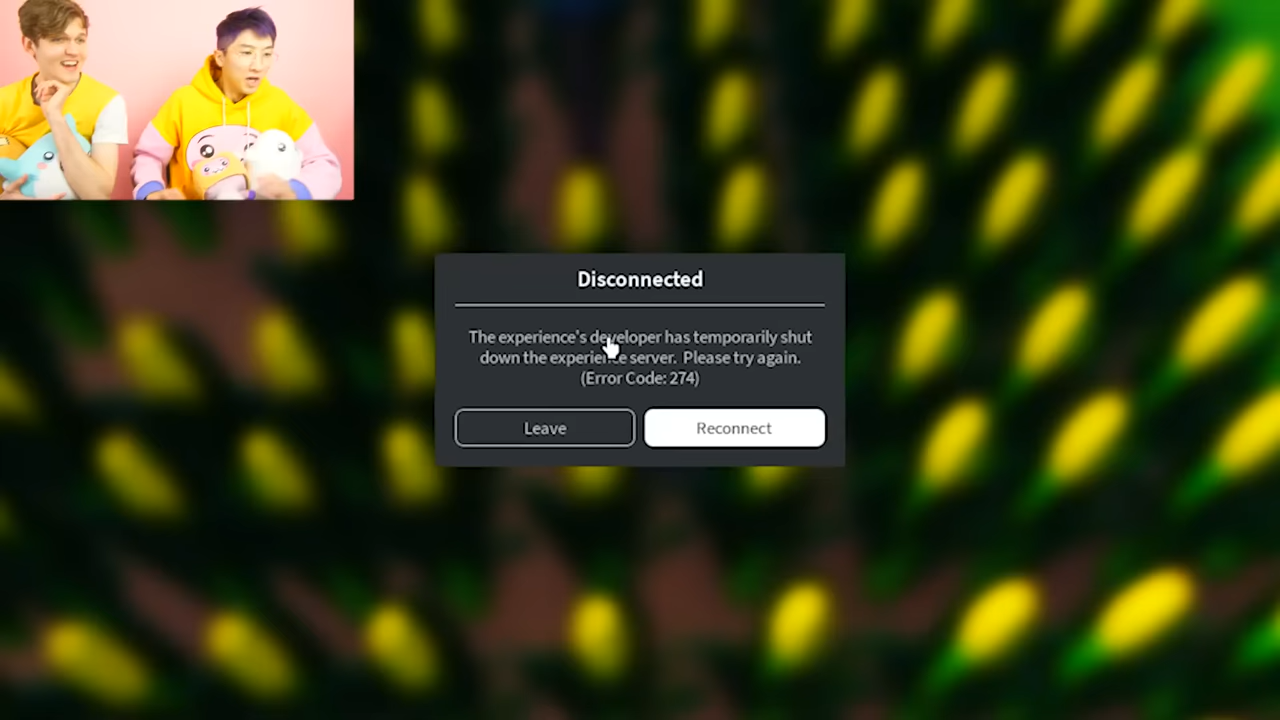 Disconnected
The experience's developer has temporarily shut
down the experience server. Please try again.
(Error Code: 274)
Leave
Reconnect